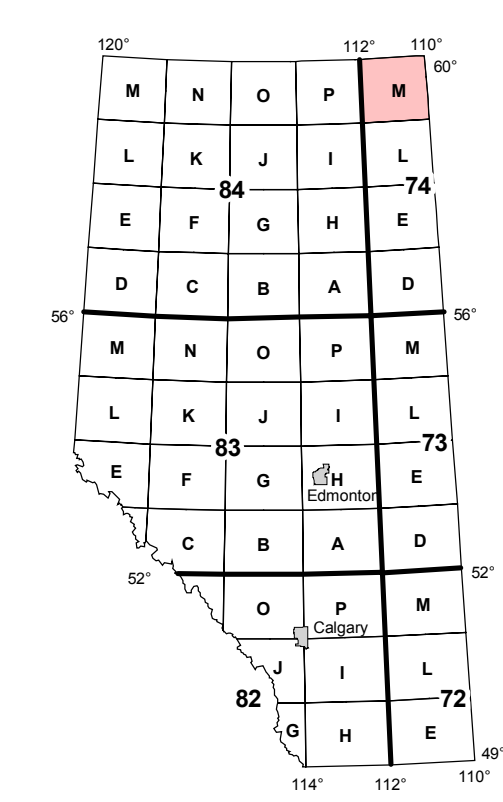 120° 112° 110°
60°
M N O P M
L K J I L
84 74
E F G H E
D C B A D
56° 56°
M N O P M
L K J I L
83 73
E F G H E
Edmonton
C B A D
52° 52°
O P M
Calgary
J I L
82 72
G H E
49°
114° 112° 110°